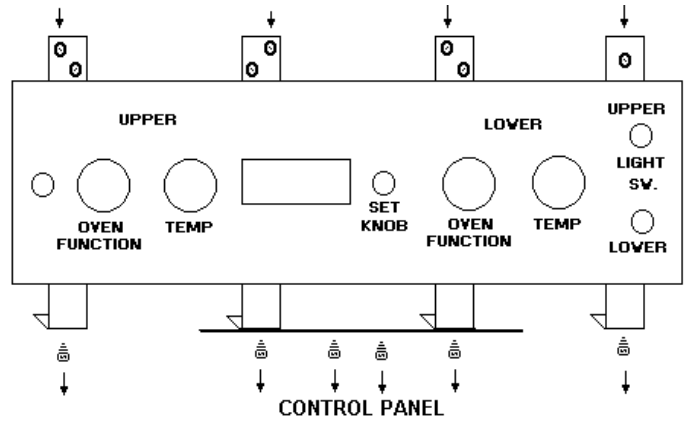 UPPER
LOWER
UPPER
LIGHT
SW.
LOWER
OVEN
FUNCTION
TEMP
SET
KNOB
OVEN
FUNCTION
TEMP
CONTROL PANEL